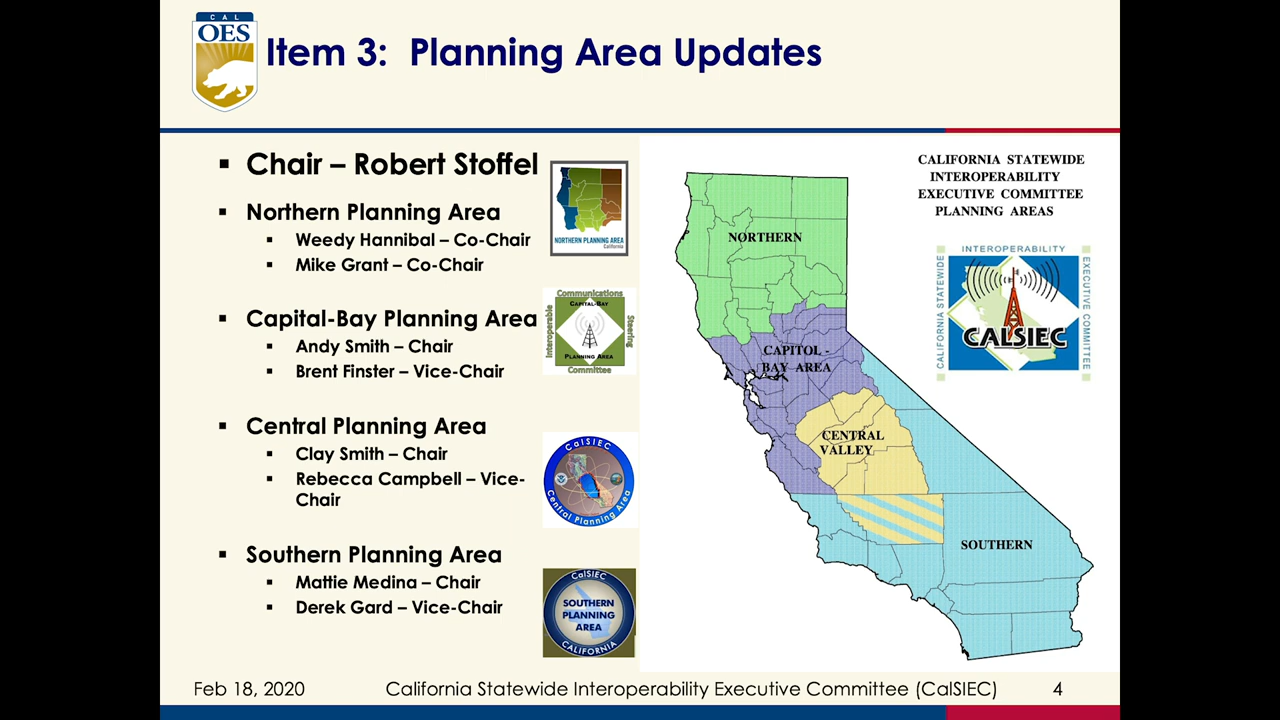 CAL
OES
Item 3: Planning Area Updates
▪ Chair – Robert Stoffel
▪ Northern Planning Area
▪ Weedy Hannibal – Co-Chair
▪ Mike Grant – Co-Chair
▪ Capital-Bay Planning Area
▪ Andy Smith – Chair
▪ Brent Finster – Vice-Chair
▪ Central Planning Area
▪ Clay Smith – Chair
▪ Rebecca Campbell – Vice-
Chair
▪ Southern Planning Area
▪ Mattie Medina – Chair
▪ Derek Gard – Vice-Chair
NORTHERN PLANNING AREA
California
Communications
Interoperable
CAPITAL-BAY
PLANNING AREA
Steering
Committee
CalSIEC
Central Planning Area
CalSIEC
SOUTHERN
PLANNING
AREA
CALIFORNIA
CALIFORNIA STATEWIDE
INTEROPERABILITY
EXECUTIVE COMMITTEE
PLANNING AREAS
INTEROPERABILITY
CALIFORNIA STATEWIDE
EXECUTIVE COMMITTEE
CALSIEC
NORTHERN
CAPITOL -
BAY AREA
CENTRAL
VALLEY
SOUTHERN
Feb 18, 2020
California Statewide Interoperability Executive Committee (CalSIEC)
4